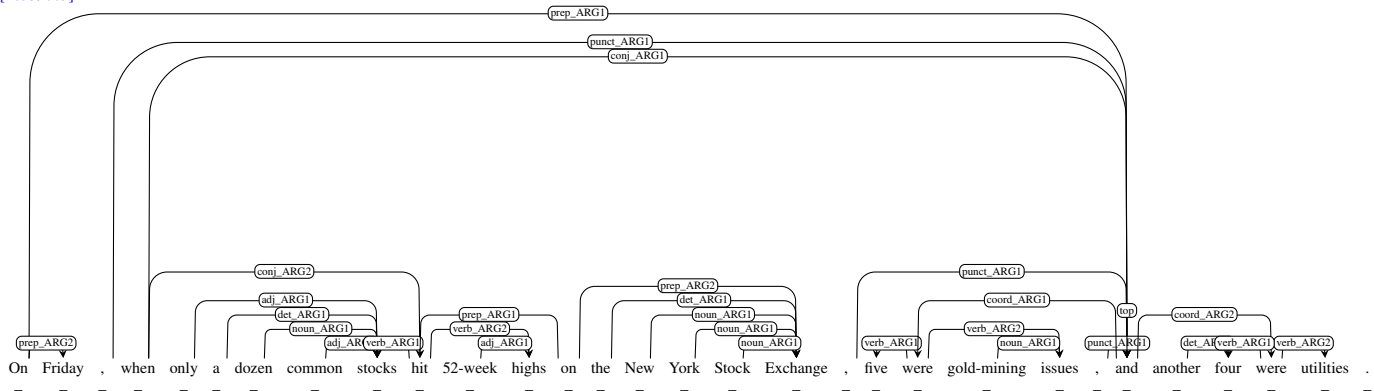 prep_ARG1
punct_ARG1
conj_ARG1
conj_ARG2 punct_ARG1
prep_ARG2
adj_ARG1 det_ARG1 coord_ARG1
det_ARG1 prep_ARG1 noun_ARG1 top coord_ARG2
noun_ARG1 verb_ARG2 noun_ARG1 verb_ARG2
prep_ARG2 adj_AR verb_ARG1 adj_ARG1 noun_ARG1 verb_ARG1 noun_ARG1 punct_ARG1 det_AR verb_ARG1 verb_ARG2
On Friday , when only a dozen common stocks hit 52-week highs on the New York Stock Exchange , five were gold-mining issues , and another four were utilities .